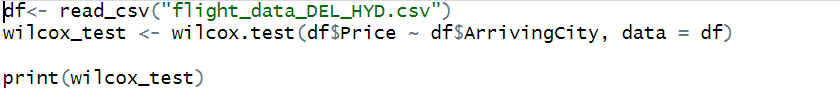 df<- read_csv("flight_data_DEL_HYD.csv")
wilcox_test <- wilcox.test(df$Price ~ df$ArrivingCity, data = df)
print(wilcox_test)